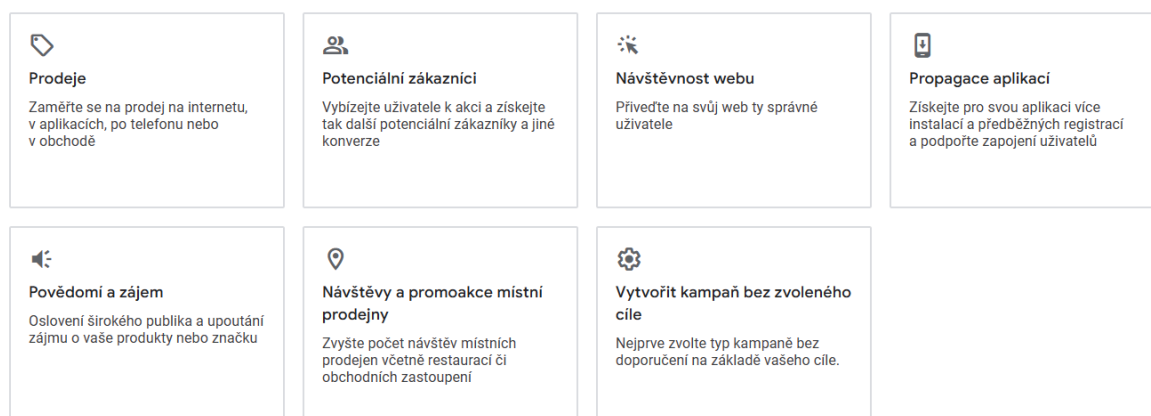 Prodeje
Zaměřte se na prodej na internetu,
v aplikacích, po telefonu nebo
v obchodě
Potenciální zákazníci
Vybízejte uživatele k akci a získejte
tak další potenciální zákazníky a jiné
konverze
Návštěvnost webu
Přiveďte na svůj web ty správné
uživatele
Propagace aplikací
Získejte pro svou aplikaci více
instalací a předběžných registrací
a podpořte zapojení uživatelů
Povědomí a zájem
Oslovení širokého publika a upoutání
zájmu o vaše produkty nebo značku
Návštěvy a promoakce místní
prodejny
Zvyšte počet návštěv místních
prodejen včetně restaurací či
obchodních zastoupení
Vytvořit kampaň bez zvoleného
cíle
Nejprve zvolte typ kampaně bez
doporučení na základě vašeho cíle.